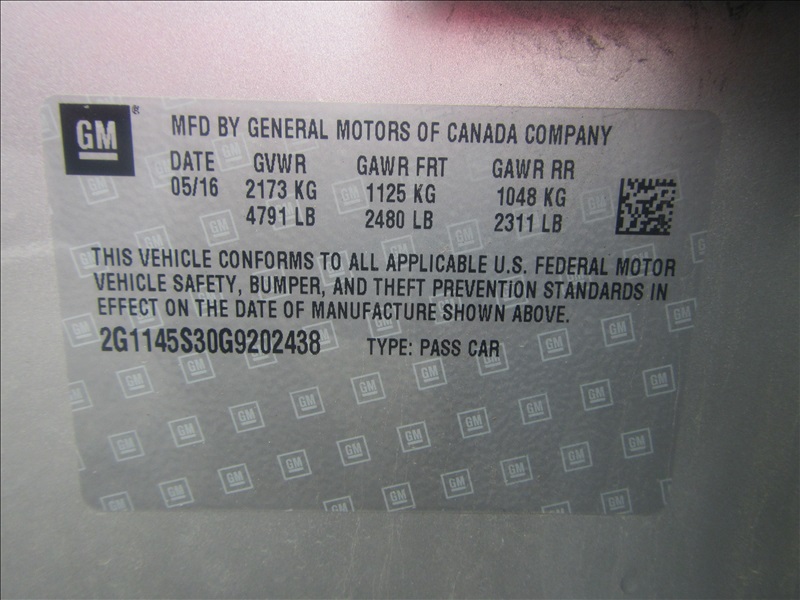 GM
MFD BY GENERAL MOTORS OF CANADA COMPANY
DATE GVWR GAWR FRT GAWR RR
05/16 2173 KG 1125 KG 1048 KG
4791 LB 2480 LB 2311 LB
THIS VEHICLE CONFORMS TO ALL APPLICABLE U.S. FEDERAL MOTOR
VEHICLE SAFETY, BUMPER, AND THEFT PREVENTION STANDARDS IN
EFFECT ON THE DATE OF MANUFACTURE SHOWN ABOVE.
2G1145S30G9202438 TYPE: PASS CAR